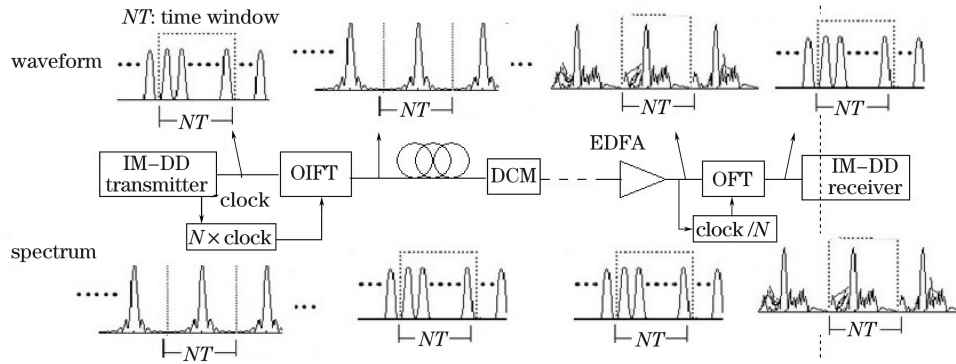 NT: time window
waveform
NT
NT
NT
NT
EDFA
IM–DD
transmitter
OIFT
DCM
OFT
IM–DD
receiver
clock
N × clock
clock/N
spectrum
NT
NT
NT
NT